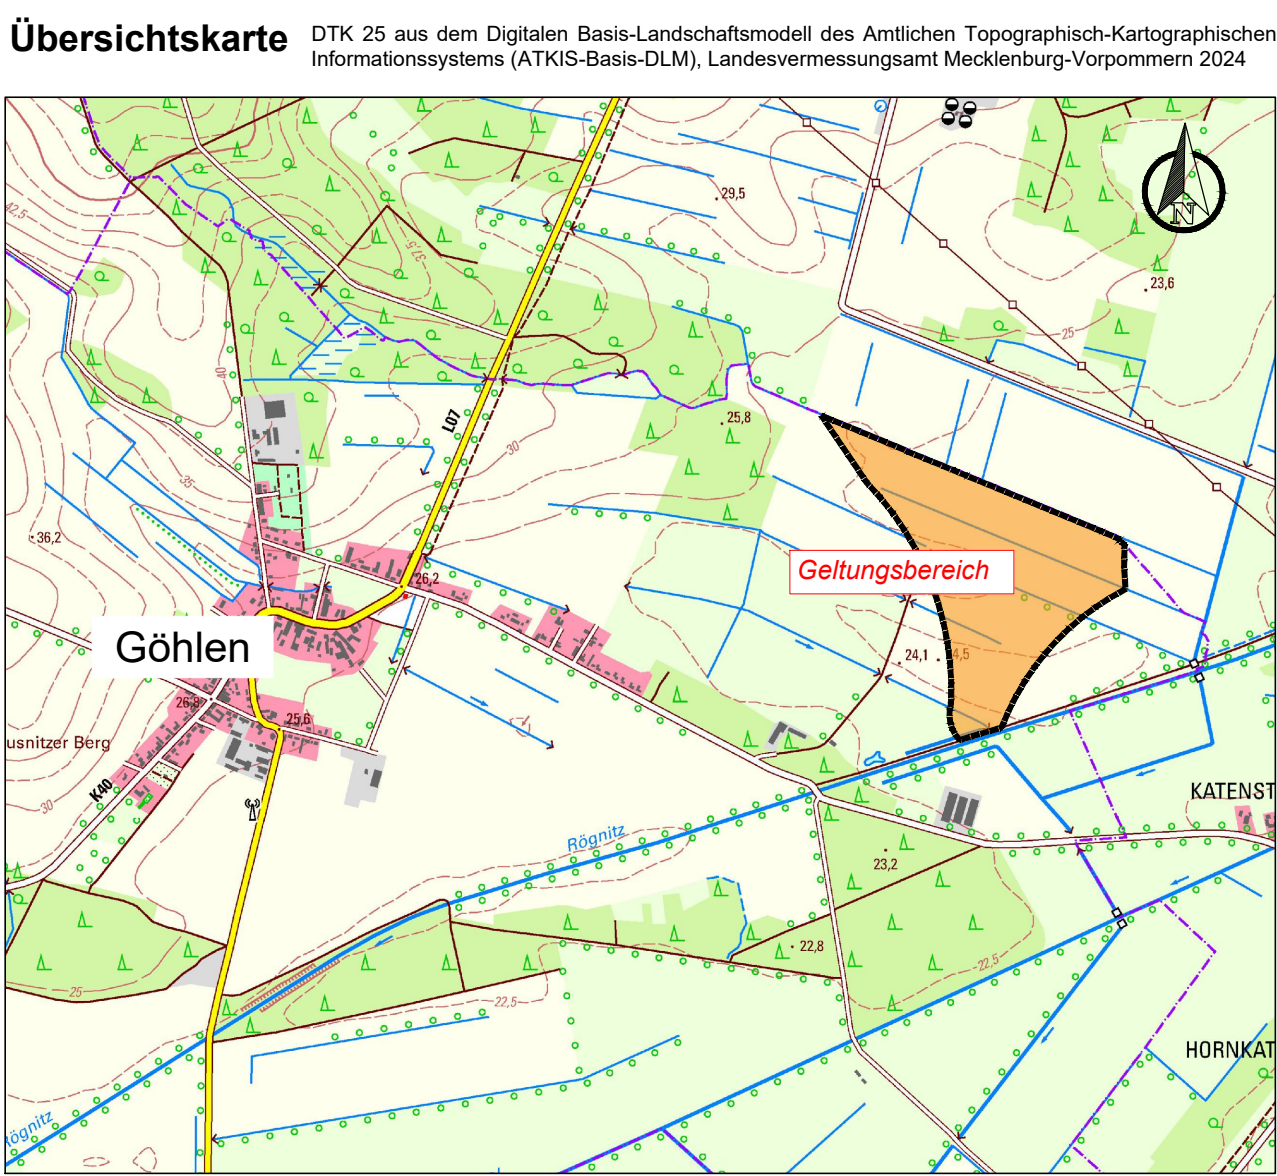 Übersichtskarte
DTK 25 aus dem Digitalen Basis-Landschaftsmodell des Amtlichen Topographisch-Kartographischen
Informationssystems (ATKIS-Basis-DLM), Landesvermessungsamt Mecklenburg-Vorpommern 2024
N
42,5
29,5
37,5
23,6
25
40
L07
25,8
30
35
36,2
Geltungsbereich
26,2
24,1
4,5
Göhlen
26,8
25,6
usnitzer Berg
K40
30
KATENST
Rögnitz
23,2
22,8
22,5
25
22,5
HORNKAT
Rögnitz